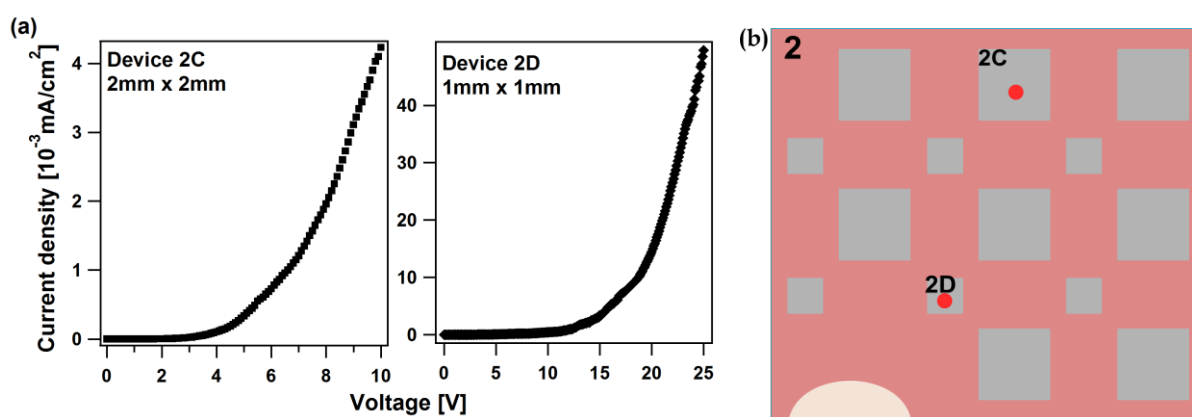 (a)
Current density [10⁻³mA/cm²]
4
3
2
1
0
Device 2C
2mm x 2mm
0 2 4 6 8 10
40
30
20
10
0
Device 2D
1mm x 1mm
0 5 10 15 20 25
Voltage [V]
(b)
2
2C
2D